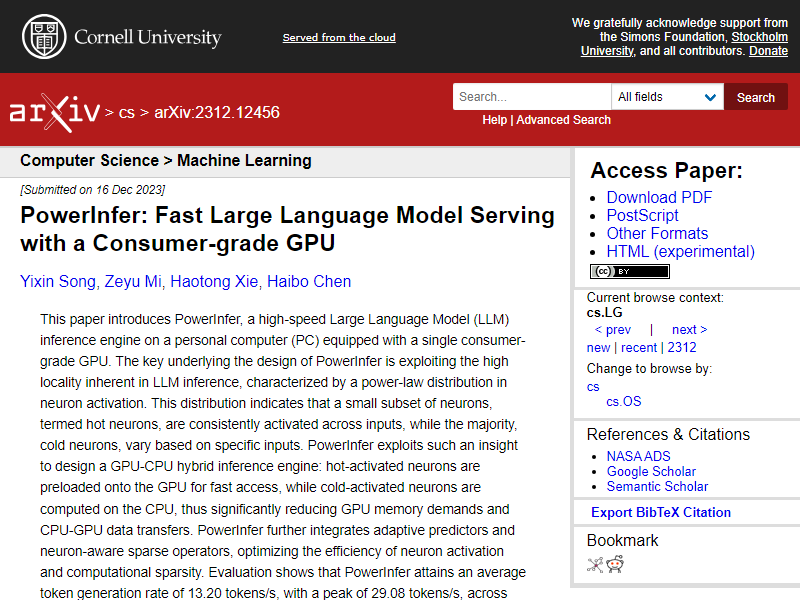 Cornell University
Served from the cloud
We gratefully acknowledge support from
the Simons Foundation, Stockholm
University, and all contributors. Donate
arXiv > cs > arXiv:2312.12456
Search...
All fields
Search
Help | Advanced Search
Computer Science > Machine Learning
[Submitted on 16 Dec 2023]
PowerInfer: Fast Large Language Model Serving
with a Consumer-grade GPU
Yixin Song, Zeyu Mi, Haotong Xie, Haibo Chen
This paper introduces PowerInfer, a high-speed Large Language Model (LLM)
inference engine on a personal computer (PC) equipped with a single consumer-
grade GPU. The key underlying the design of PowerInfer is exploiting the high
locality inherent in LLM inference, characterized by a power-law distribution in
neuron activation. This distribution indicates that a small subset of neurons,
termed hot neurons, are consistently activated across inputs, while the majority,
cold neurons, vary based on specific inputs. PowerInfer exploits such an insight
to design a GPU-CPU hybrid inference engine: hot-activated neurons are
preloaded onto the GPU for fast access, while cold-activated neurons are
computed on the CPU, thus significantly reducing GPU memory demands and
CPU-GPU data transfers. PowerInfer further integrates adaptive predictors and
neuron-aware sparse operators, optimizing the efficiency of neuron activation
and computational sparsity. Evaluation shows that PowerInfer attains an average
token generation rate of 13.20 tokens/s, with a peak of 29.08 tokens/s, across
Access Paper:
Download PDF
PostScript
Other Formats
HTML (experimental)
(cc) BY
Current browse context:
cs.LG
< prev | next >
new | recent | 2312
Change to browse by:
cs
cs.OS
References & Citations
NASA ADS
Google Scholar
Semantic Scholar
Export BibTeX Citation
Bookmark